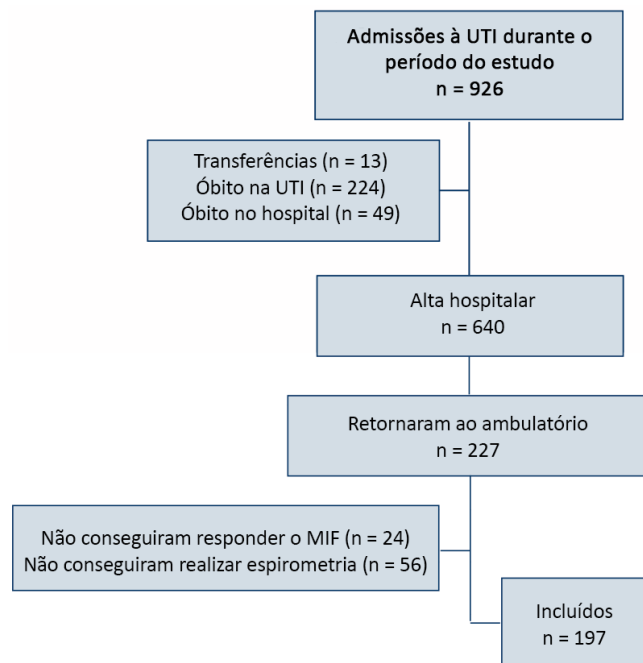 Admissões à UTI durante o
período do estudo
n = 926
Transferências (n = 13)
Óbito na UTI (n = 224)
Óbito no hospital (n = 49)
Alta hospitalar
n = 640
Retornaram ao ambulatório
n = 227
Não conseguiram responder o MIF (n = 24)
Não conseguiram realizar espirometria (n = 56)
Incluídos
n = 197